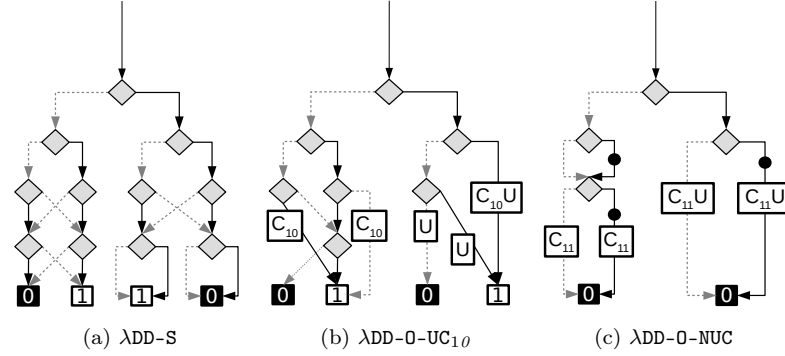 C₁₀ C₁₀ U U C₁₀U
C₁₁ C₁₁ C₁₁U C₁₁U
0 1 1 0 0 1 0 1 0 0
(a) λDD-S (b) λDD-O-UC₁₀ (c) λDD-O-NUC